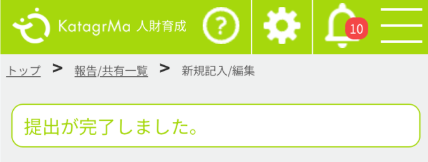 KatagrMa 人財育成 ? 10
トップ > 報告/共有一覧 > 新規記入/編集
提出が完了しました。